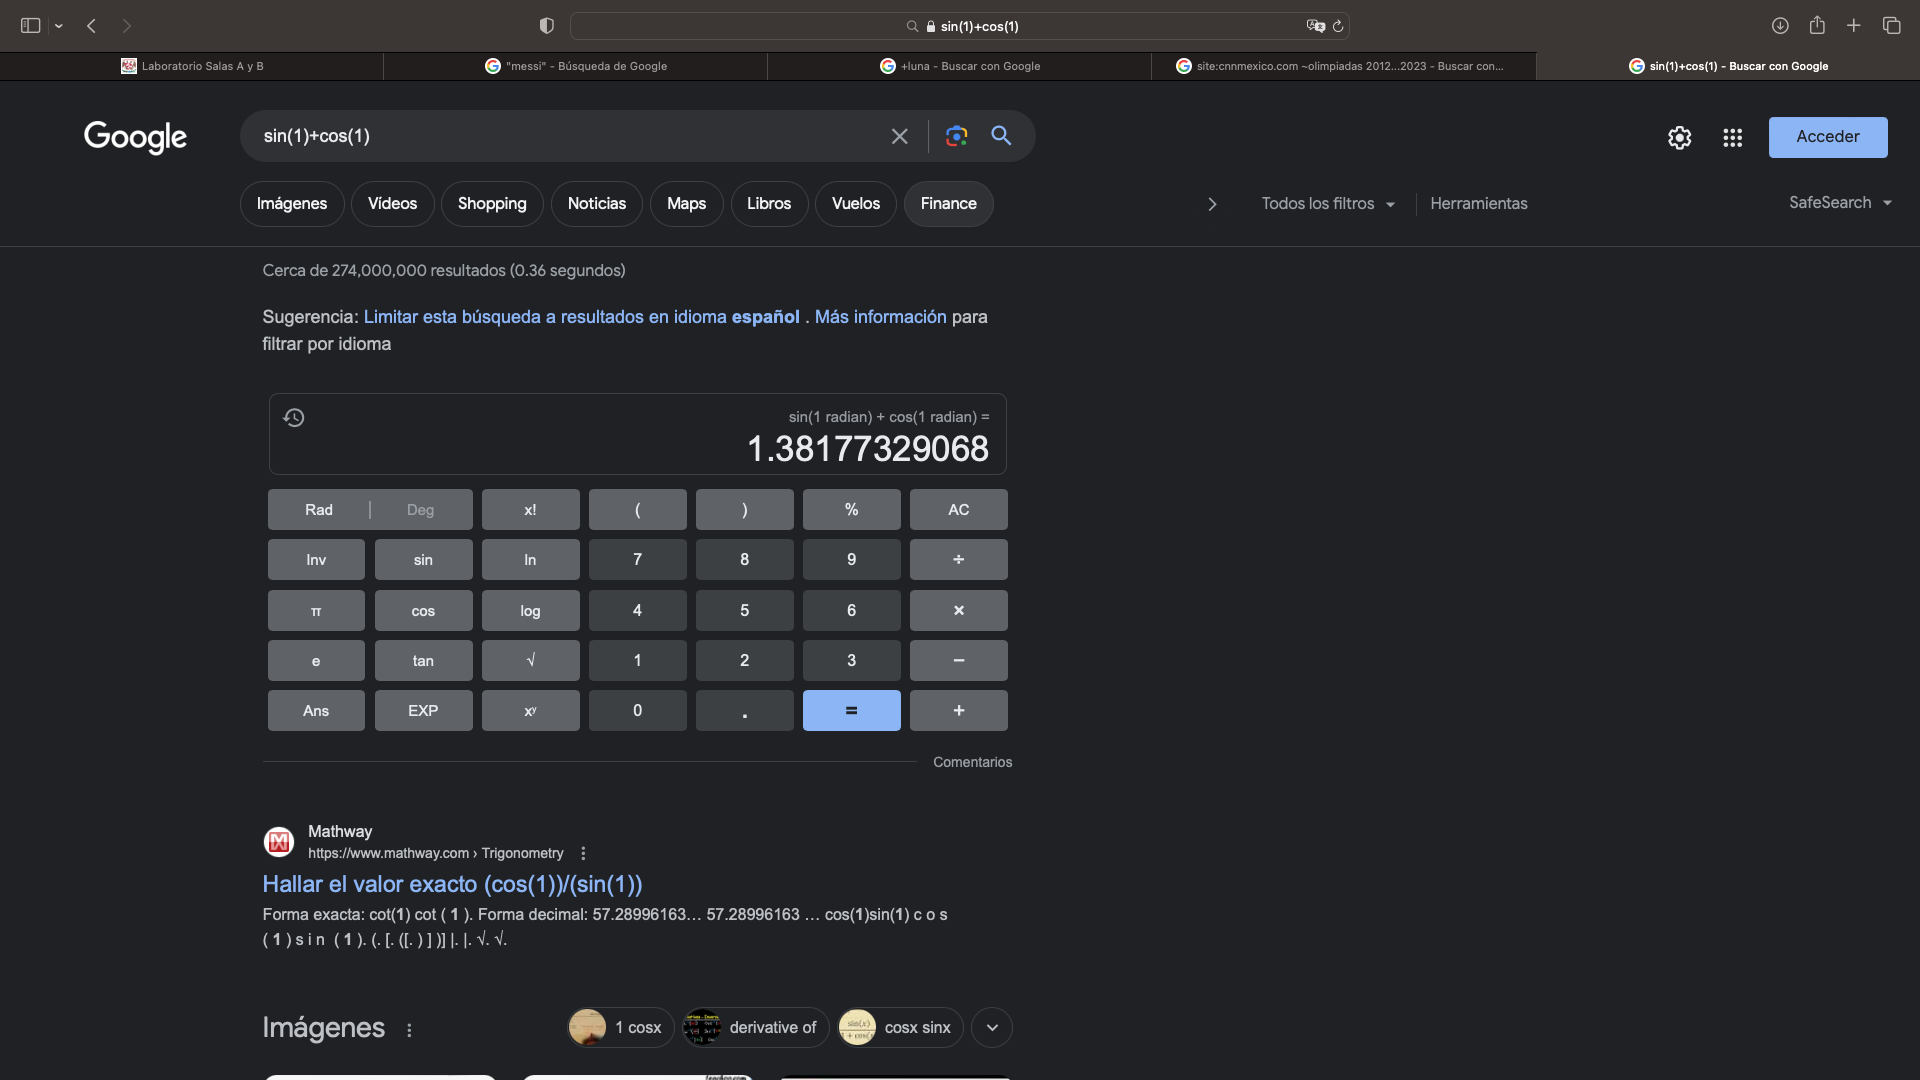 sin(1)+cos(1)
Laboratorio Salas A y B
"messi" - Búsqueda de Google
+luna - Buscar con Google
site:cnnmexico.com ~olimpiadas 2012...2023 - Buscar con...
sin(1)+cos(1) - Buscar con Google
Google
sin(1)+cos(1)
Acceder
Imágenes
Vídeos
Shopping
Noticias
Maps
Libros
Vuelos
Finance
Todos los filtros
Herramientas
SafeSearch
Cerca de 274,000,000 resultados (0.36 segundos)
Sugerencia: Limitar esta búsqueda a resultados en idioma español . Más información para
filtrar por idioma
sin(1 radian) + cos(1 radian) =
1.38177329068
Rad | Deg x! ( ) % AC
Inv sin ln 7 8 9 ÷
π cos log 4 5 6 ×
e tan √ 1 2 3 −
Ans EXP xʸ 0 . = +
Comentarios
Mathway
https://www.mathway.com › Trigonometry
Hallar el valor exacto (cos(1))/(sin(1))
Forma exacta: cot(1) cot ( 1 ). Forma decimal: 57.28996163... 57.28996163 ... cos(1)sin(1) c o s
( 1 ) s i n ( 1 ). (. [. ([. ) ] )] |. |. √. √.
Imágenes
1 cosx
derivative of
cosx sinx